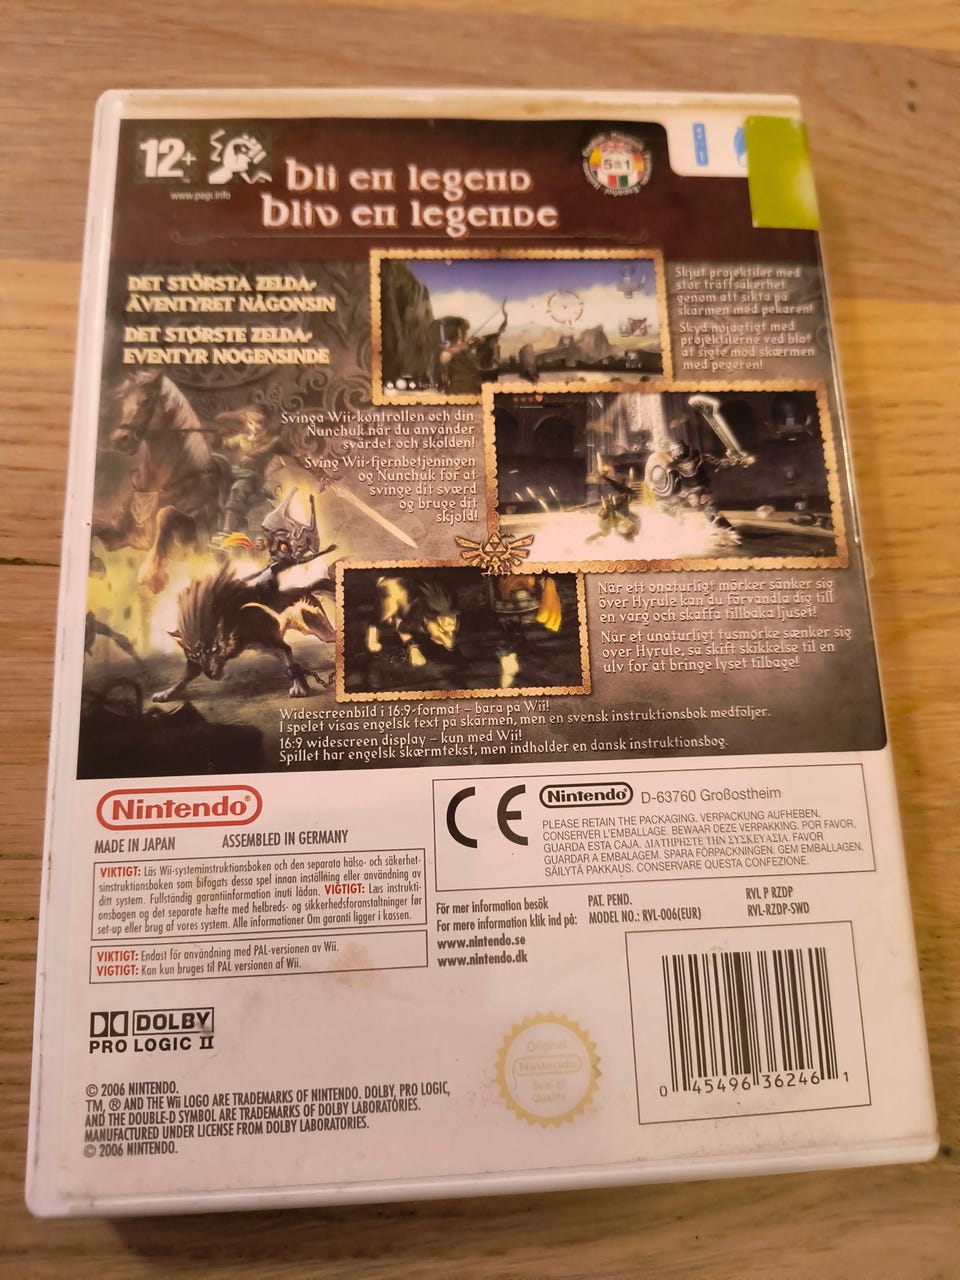 12+
www.pegi.info
bli en legend
bliv en legende
5 in 1
DET STÖRSTA ZELDA-
ÄVENTYRET NÅGONSIN
DET STØRSTE ZELDA-
EVENTYR NOGENSINDE
Skjut projektiler med
stor träffsäkerhet
genom att sikta på
skärmen med pekaren!
Skyd nøjagtigt med
projektilerne ved blot
at sigte mod skærmen
med pegeren!
Svinga Wii-kontrollen och din
Nunchuk när du använder
svärdet och skölden!
Sving Wii-fjernbetjeningen
og Nunchuk for at
svinge dit sværd
og bruge dit
skjold!
När ett onaturligt mörker sänker sig
över Hyrule kan du förvandla dig till
en varg och skaffa tillbaka ljuset!
Når et unaturligt tusmørke sænker sig
over Hyrule, så skift skikkelse til en
ulv for at bringe lyset tilbage!
Widescreenbild i 16:9-format – bara på Wii!
I spelet visas engelsk text på skärmen, men en svensk instruktionsbok medföljer.
16:9 widescreen display – kun med Wii!
Spillet har engelsk skærmtekst, men indholder en dansk instruktionsbog.
Nintendo®
MADE IN JAPAN ASSEMBLED IN GERMANY
VIKTIGT: Läs Wii-systeminstruktionsboken och den separata hälso- och säkerhet-
sinstruktionsboken som bifogats dessa spel innan inställning eller användning av
ditt system. Fullständig garantiinformation inuti lådan. VIGTIGT: Læs instrukti-
onsbogen og det separate hæfte med helbreds- og sikkerhedsforanstaltninger før
set-up eller brug af vores system. Alle informationer Om garanti ligger i kassen.
VIKTIGT: Endast för användning med PAL-versionen av Wii.
VIGTIGT: Kan kun bruges til PAL versionen af Wii.
CE Nintendo® D-63760 Großostheim
PLEASE RETAIN THE PACKAGING. VERPACKUNG AUFHEBEN.
CONSERVER L'EMBALLAGE. BEWAAR DEZE VERPAKKING. POR FAVOR,
GUARDA ESTA CAJA. ΔΙΑΤΗΡΗΣΤΕ ΤΗΝ ΣΥΣΚΕΥΑΣΙΑ. FAVOR
GUARDAR A EMBALAGEM. SPARA FÖRPACKNINGEN. GEM EMBALLAGEN.
SÄILYTÄ PAKKAUS. CONSERVARE QUESTA CONFEZIONE.
För mer information besök
For mere information klik ind på:
www.nintendo.se
www.nintendo.dk
PAT. PEND.
MODEL NO.: RVL-006(EUR)
RVL P RZDP
RVL-RZDP-SWD
DOLBY
PRO LOGIC II
Original
Nintendo
Seal of
Quality
0 45496 36246 1
© 2006 NINTENDO.
TM, ® AND THE Wii LOGO ARE TRADEMARKS OF NINTENDO. DOLBY, PRO LOGIC,
AND THE DOUBLE-D SYMBOL ARE TRADEMARKS OF DOLBY LABORATORIES.
MANUFACTURED UNDER LICENSE FROM DOLBY LABORATORIES.
© 2006 NINTENDO.